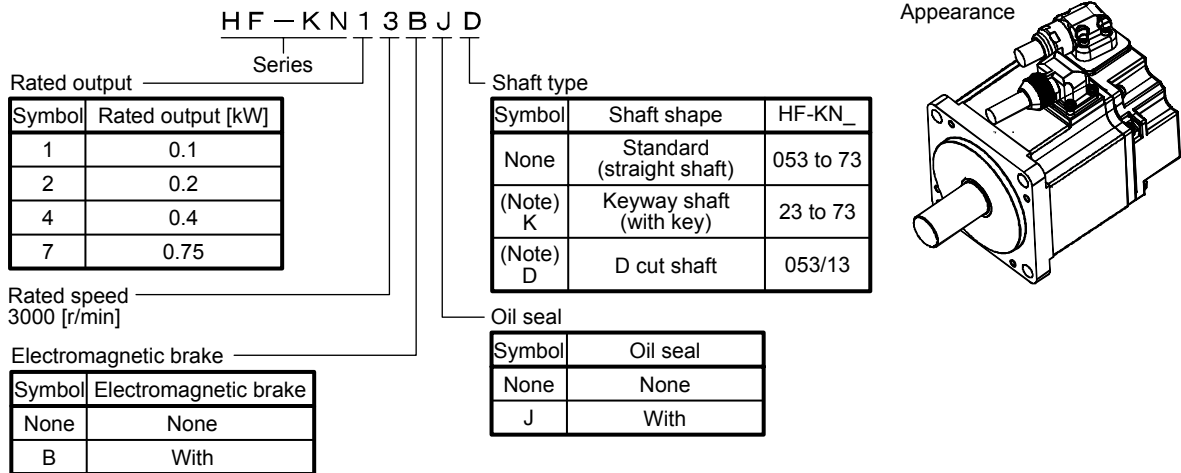 HF-KN13BJD
Series
Appearance
Rated output
Symbol Rated output [kW]
1 0.1
2 0.2
4 0.4
7 0.75
Rated speed
3000 [r/min]
Electromagnetic brake
Symbol Electromagnetic brake
None None
B With
Shaft type
Symbol Shaft shape HF-KN_
None Standard (straight shaft) 053 to 73
(Note) K Keyway shaft (with key) 23 to 73
(Note) D D cut shaft 053/13
Oil seal
Symbol Oil seal
None None
J With